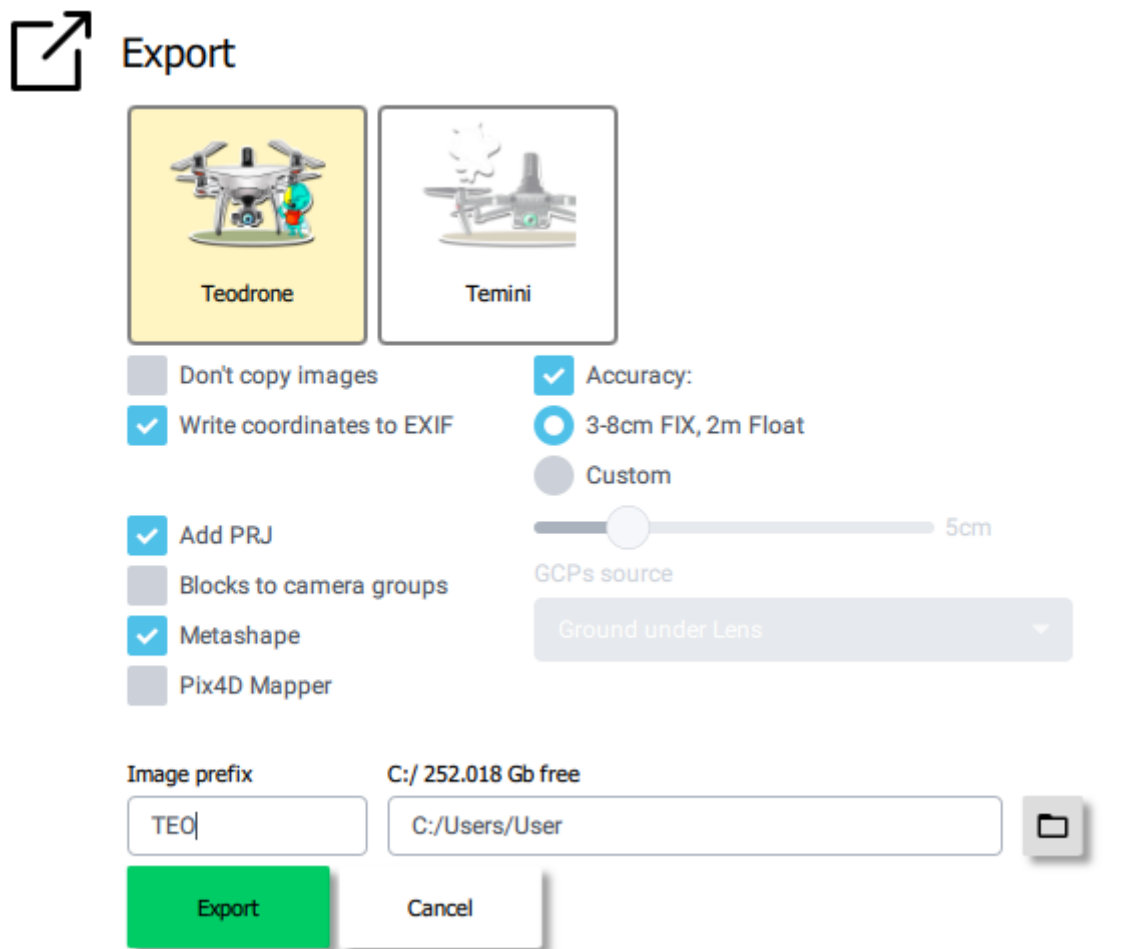 Export
Teodrone
Temini
Don't copy images
Accuracy:
Write coordinates to EXIF
3-8cm FIX, 2m Float
Custom
Add PRJ
5cm
Blocks to camera groups
GCPs source
Metashape
Ground under Lens
Pix4D Mapper
Image prefix
C:/ 252.018 Gb free
TEO
C:/Users/User
Export
Cancel